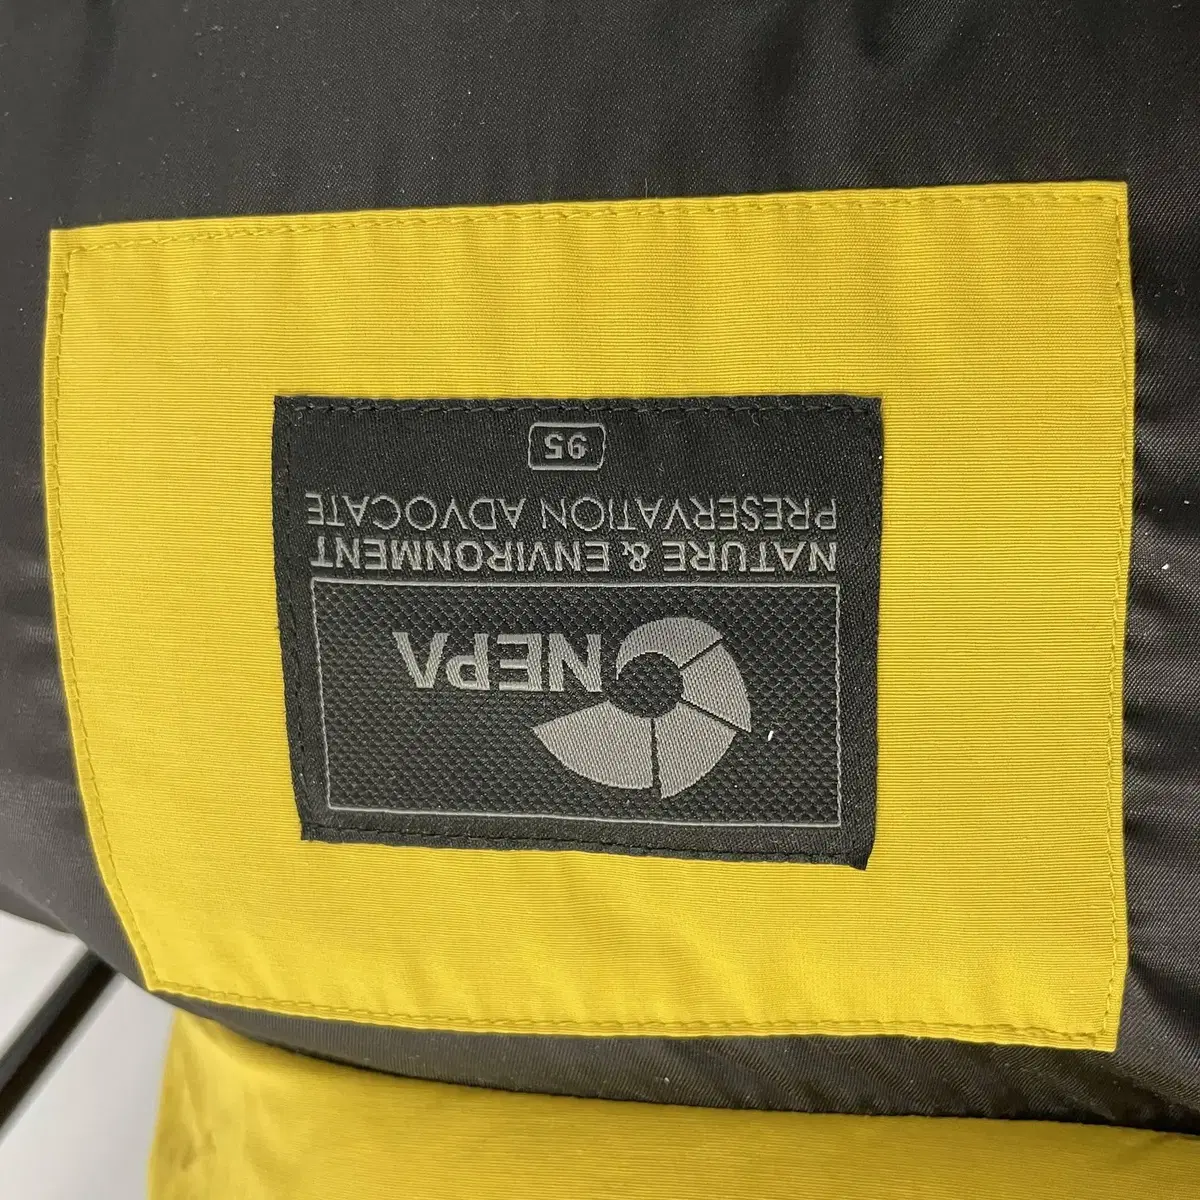 NEPA
NATURE & ENVIRONMENT
PRESERVATION ADVOCATE
95